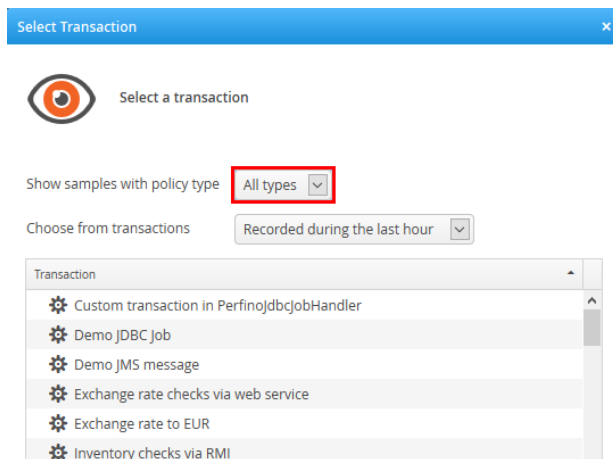 Select Transaction ×
Select a transaction
Show samples with policy type All types
Choose from transactions Recorded during the last hour
Transaction
Custom transaction in PerfinoJdbcJobHandler
Demo JDBC Job
Demo JMS message
Exchange rate checks via web service
Exchange rate to EUR
Inventory checks via RMI